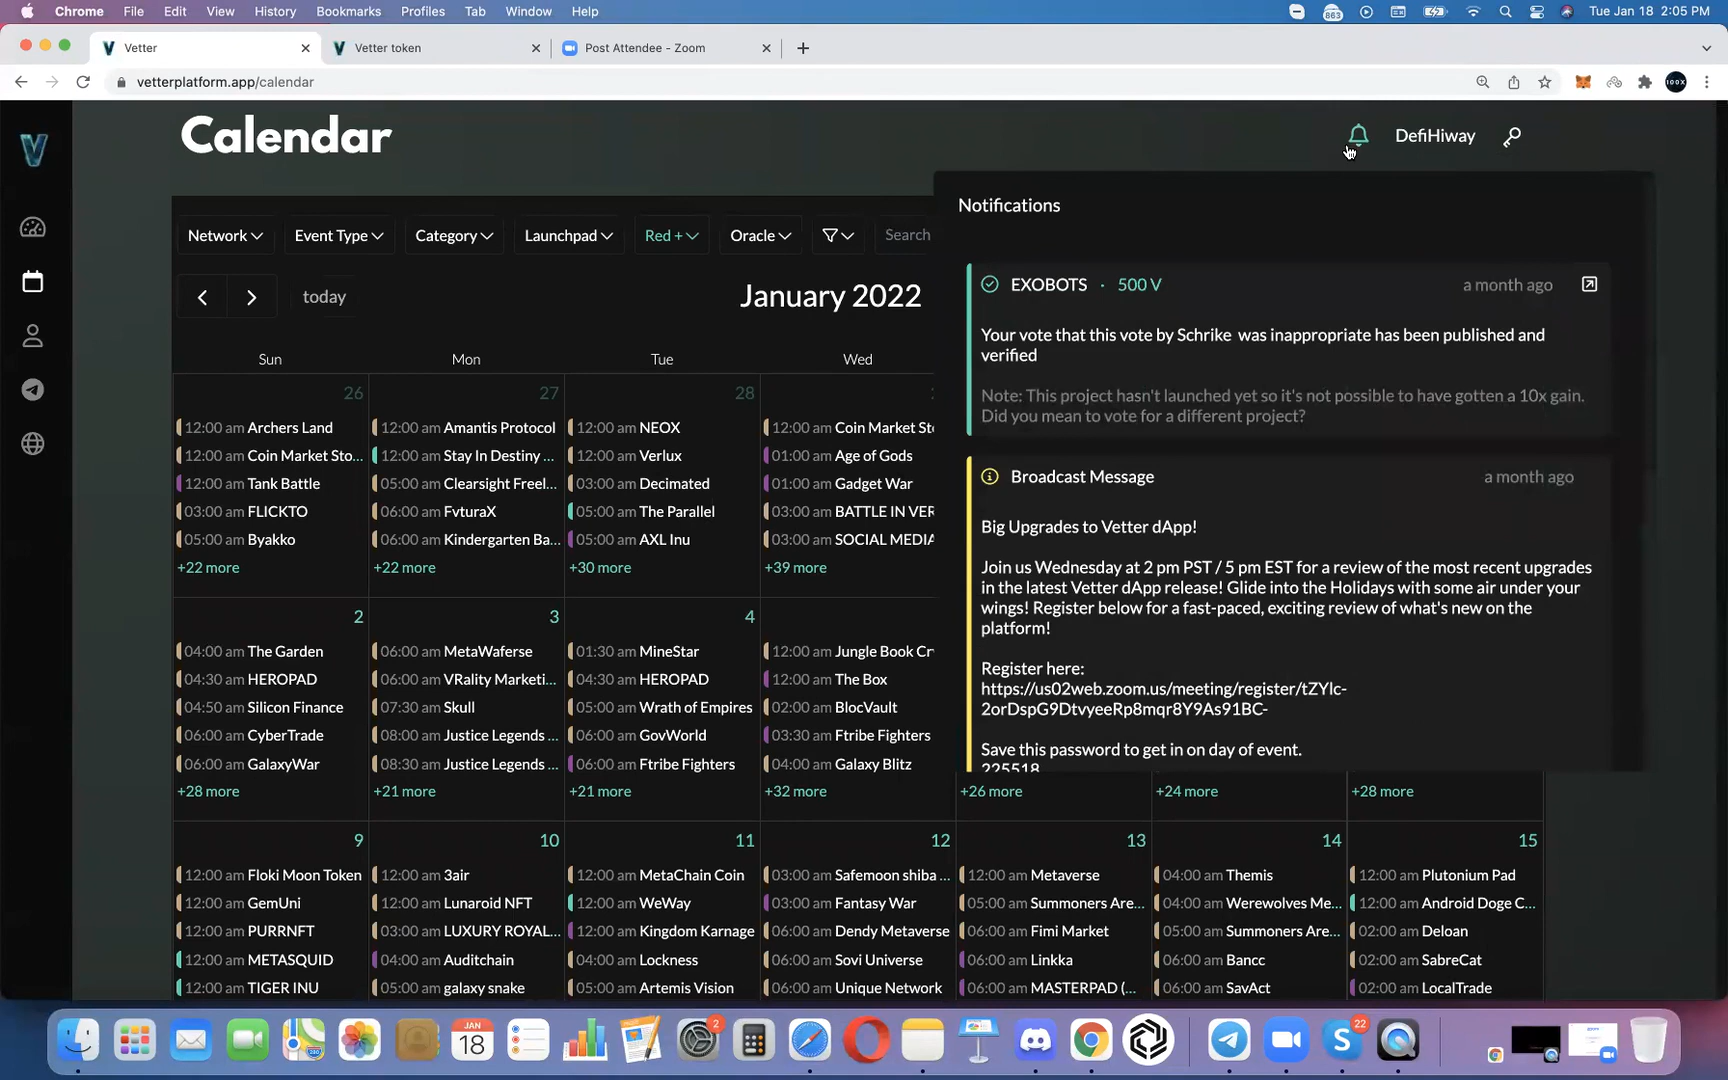 Chrome File Edit View History Bookmarks Profiles Tab Window Help 863 Tue Jan 18 2:05 PM
Vetter Vetter token Post Attendee - Zoom
vetterplatform.app/calendar 100X
V
Calendar
DefiHiway
Network Event Type Category Launchpad Red + Oracle Search
today
January 2022
Notifications
EXOBOTS · 500 V a month ago
Your vote that this vote by Schrike was inappropriate has been published and
verified
Note: This project hasn't launched yet so it's not possible to have gotten a 10x gain.
Did you mean to vote for a different project?
Broadcast Message a month ago
Big Upgrades to Vetter dApp!
Join us Wednesday at 2 pm PST / 5 pm EST for a review of the most recent upgrades
in the latest Vetter dApp release! Glide into the Holidays with some air under your
wings! Register below for a fast-paced, exciting review of what's new on the
platform!
Register here:
https://us02web.zoom.us/meeting/register/tZYlc-
2orDspG9DtvyeeRp8mqr8Y9As91BC-
Save this password to get in on day of event.
225518
Sun Mon Tue Wed
26 27 28
12:00 am Archers Land 12:00 am Amantis Protocol 12:00 am NEOX 12:00 am Coin Market Sto
12:00 am Coin Market Sto... 12:00 am Stay In Destiny ... 12:00 am Verlux 01:00 am Age of Gods
12:00 am Tank Battle 05:00 am Clearsight Freel... 03:00 am Decimated 01:00 am Gadget War
03:00 am FLICKTO 06:00 am FvturaX 05:00 am The Parallel 03:00 am BATTLE IN VER
05:00 am Byakko 06:00 am Kindergarten Ba... 05:00 am AXL Inu 03:00 am SOCIAL MEDIA
+22 more +22 more +30 more +39 more
2 3 4
04:00 am The Garden 06:00 am MetaWaferse 01:30 am MineStar 12:00 am Jungle Book Cr
04:30 am HEROPAD 06:00 am VRality Marketi... 04:30 am HEROPAD 12:00 am The Box
04:50 am Silicon Finance 07:30 am Skull 05:00 am Wrath of Empires 02:00 am BlocVault
06:00 am CyberTrade 08:00 am Justice Legends ... 06:00 am GovWorld 03:30 am Ftribe Fighters
06:00 am GalaxyWar 08:30 am Justice Legends ... 06:00 am Ftribe Fighters 04:00 am Galaxy Blitz
+28 more +21 more +21 more +32 more +26 more +24 more +28 more
9 10 11 12 13 14 15
12:00 am Floki Moon Token 12:00 am 3air 12:00 am MetaChain Coin 03:00 am Safemoon shiba ... 12:00 am Metaverse 04:00 am Themis 12:00 am Plutonium Pad
12:00 am GemUni 12:00 am Lunaroid NFT 12:00 am WeWay 03:00 am Fantasy War 05:00 am Summoners Are... 04:00 am Werewolves Me... 12:00 am Android Doge C...
12:00 am PURRNFT 03:00 am LUXURY ROYAL... 12:00 am Kingdom Karnage 06:00 am Dendy Metaverse 06:00 am Fimi Market 05:00 am Summoners Are... 02:00 am Deloan
12:00 am METASQUID 04:00 am Auditchain 04:00 am Lockness 06:00 am Sovi Universe 06:00 am Linkka 06:00 am Bancc 02:00 am SabreCat
12:00 am TIGER INU 05:00 am galaxy snake 05:00 am Artemis Vision 06:00 am Unique Network 06:00 am MASTERPAD (... 06:00 am SavAct 02:00 am LocalTrade
JAN
18 2 22